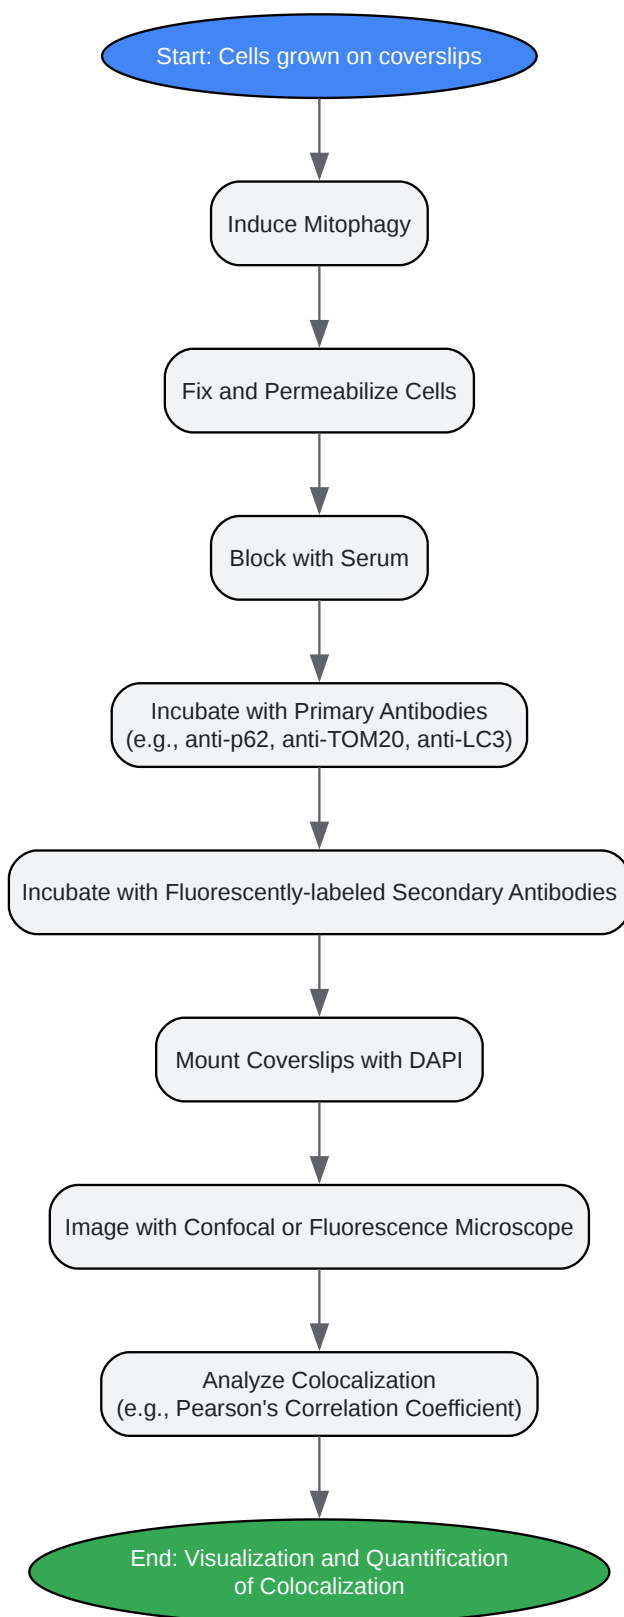 Start: Cells grown on coverslips
Induce Mitophagy
Fix and Permeabilize Cells
Block with Serum
Incubate with Primary Antibodies
(e.g., anti-p62, anti-TOM20, anti-LC3)
Incubate with Fluorescently-labeled Secondary Antibodies
Mount Coverslips with DAPI
Image with Confocal or Fluorescence Microscope
Analyze Colocalization
(e.g., Pearson's Correlation Coefficient)
End: Visualization and Quantification
of Colocalization